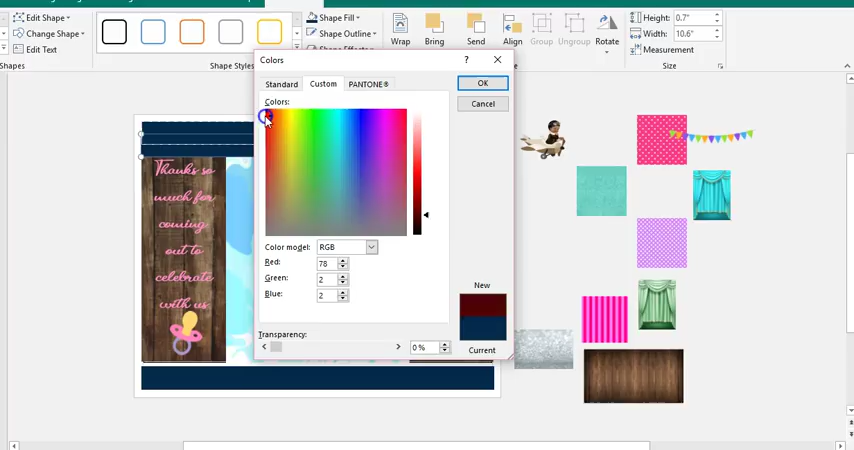 Edit Shape
Change Shape
Edit Text
Shapes
Shape Styles
Shape Fill
Shape Outline
Wrap
Bring
Send
Align
Group
Ungroup
Rotate
Height: 0.7"
Width: 10.6"
Measurement
Size
Colors
?
Standard
Custom
PANTONE®
OK
Cancel
Colors:
Color model: RGB
Red: 78
Green: 2
Blue: 2
New
Current
Transparency:
0 %
Thanks so
much for
coming
out to
celebrate
with us